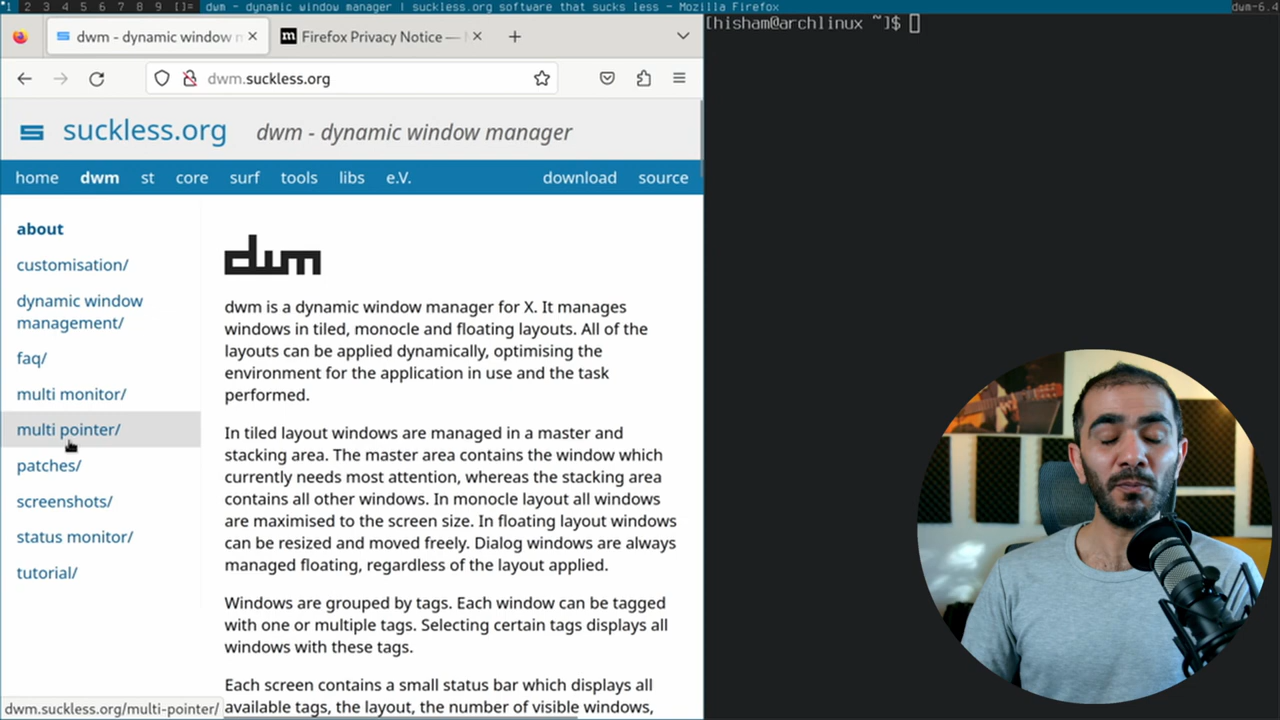 1 2 3 4 5 6 7 8 9 []= dwm - dynamic window manager | suckless.org software that sucks less — Mozilla Firefox dwm-6.4
dwm - dynamic window m
Firefox Privacy Notice —
dwm.suckless.org
suckless.org dwm - dynamic window manager
home dwm st core surf tools libs e.V. download source
about
customisation/
dynamic window
management/
faq/
multi monitor/
multi pointer/
patches/
screenshots/
status monitor/
tutorial/
dwm
dwm is a dynamic window manager for X. It manages
windows in tiled, monocle and floating layouts. All of the
layouts can be applied dynamically, optimising the
environment for the application in use and the task
performed.
In tiled layout windows are managed in a master and
stacking area. The master area contains the window which
currently needs most attention, whereas the stacking area
contains all other windows. In monocle layout all windows
are maximised to the screen size. In floating layout windows
can be resized and moved freely. Dialog windows are always
managed floating, regardless of the layout applied.
Windows are grouped by tags. Each window can be tagged
with one or multiple tags. Selecting certain tags displays all
windows with these tags.
Each screen contains a small status bar which displays all
available tags, the layout, the number of visible windows,
dwm.suckless.org/multi-pointer/
[hisham@archlinux ~]$